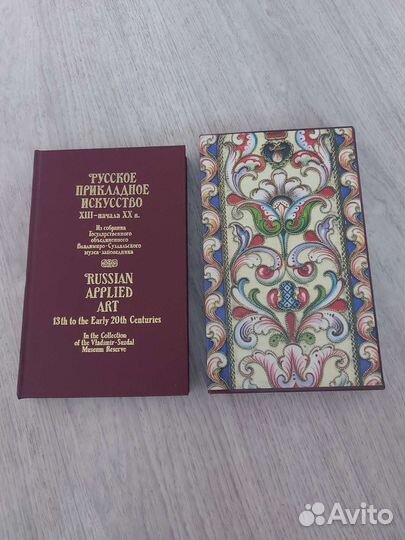 РУССКОЕ
ПРИКЛАДНОЕ
ИСКУССТВО
XIII–начала XX в.
Из собрания
Государственного
объединенного
Владимиро-Суздальского
музея-заповедника
RUSSIAN
APPLIED
ART
13th to the Early 20th Centuries
In the Collection
of the Vladimir-Suzdal
Museum Reserve
Avito